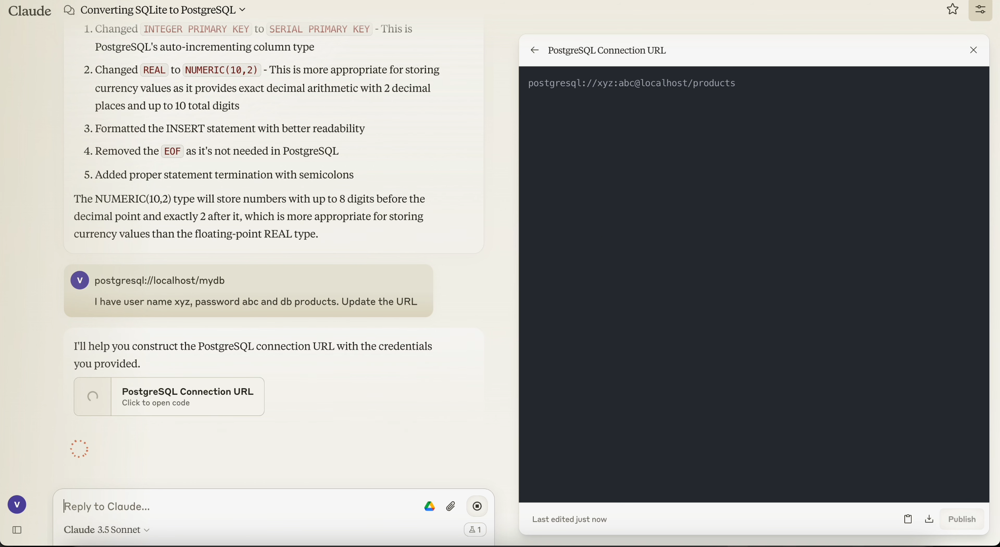 Claude
Converting SQLite to PostgreSQL
1. Changed INTEGER PRIMARY KEY to SERIAL PRIMARY KEY - This is
PostgreSQL's auto-incrementing column type
2. Changed REAL to NUMERIC(10,2) - This is more appropriate for storing
currency values as it provides exact decimal arithmetic with 2 decimal
places and up to 10 total digits
3. Formatted the INSERT statement with better readability
4. Removed the EOF as it's not needed in PostgreSQL
5. Added proper statement termination with semicolons
The NUMERIC(10,2) type will store numbers with up to 8 digits before the
decimal point and exactly 2 after it, which is more appropriate for storing
currency values than the floating-point REAL type.
V
postgresql://localhost/mydb
I have user name xyz, password abc and db products. Update the URL
I'll help you construct the PostgreSQL connection URL with the credentials
you provided.
PostgreSQL Connection URL
Click to open code
V
Reply to Claude...
Claude 3.5 Sonnet
1
PostgreSQL Connection URL
postgresql://xyz:abc@localhost/products
Last edited just now
Publish